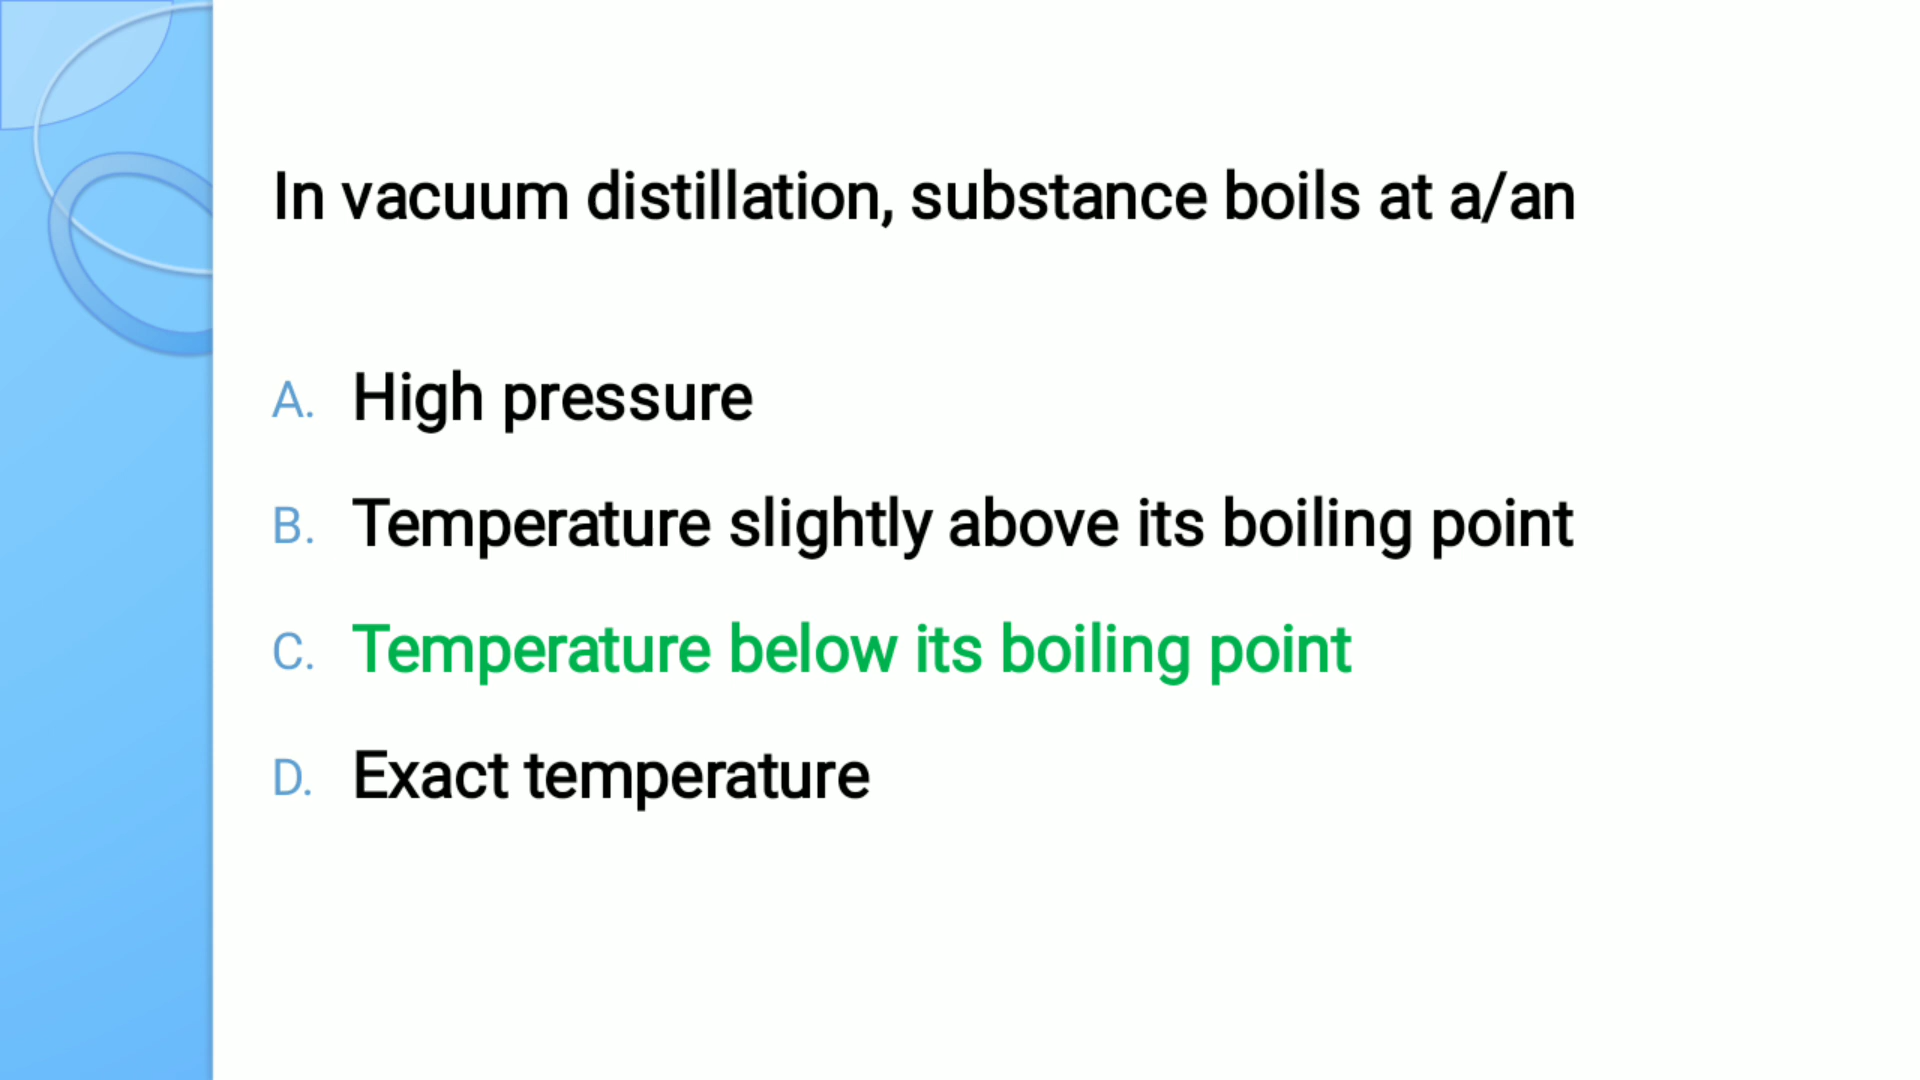 In vacuum distillation, substance boils at a/an
A. High pressure
B. Temperature slightly above its boiling point
C. Temperature below its boiling point
D. Exact temperature